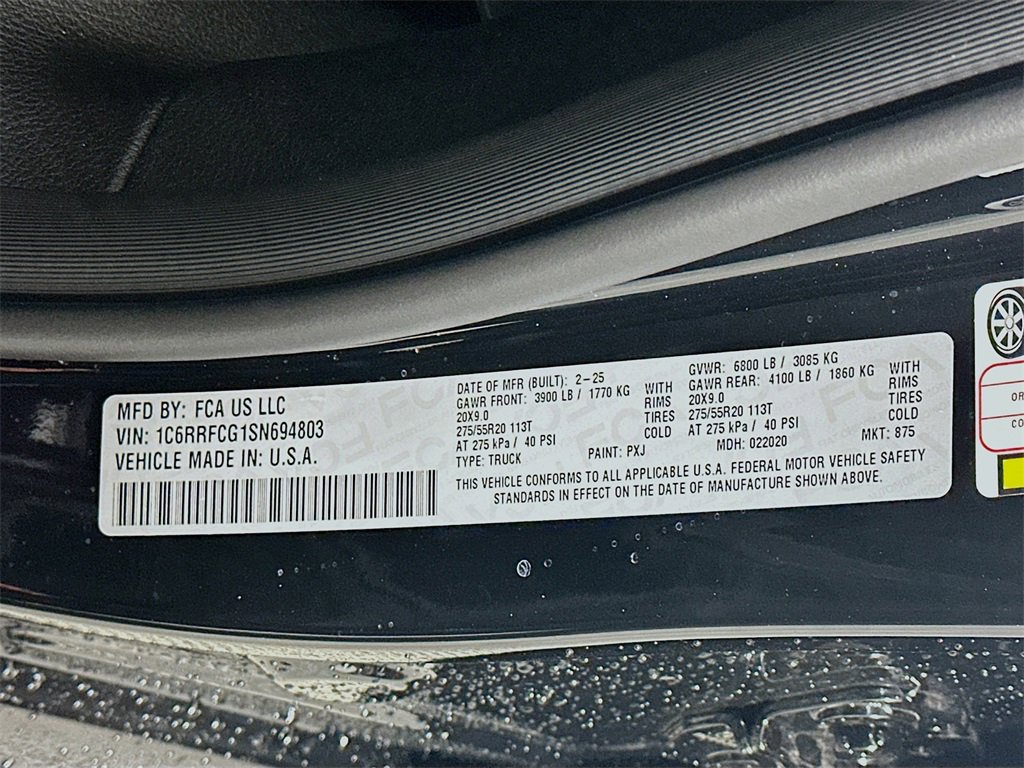 MFD BY: FCA US LLC
VIN: 1C6RRFCG1SN694803
VEHICLE MADE IN: U.S.A.
DATE OF MFR (BUILT): 2-25
GAWR FRONT: 3900 LB / 1770 KG WITH
20X9.0 RIMS
275/55R20 113T TIRES
AT 275 kPa / 40 PSI COLD
TYPE: TRUCK PAINT: PXJ
GVWR: 6800 LB / 3085 KG
GAWR REAR: 4100 LB / 1860 KG WITH
20X9.0 RIMS
275/55R20 113T TIRES
AT 275 kPa / 40 PSI COLD
MDH: 022020 MKT: 875
THIS VEHICLE CONFORMS TO ALL APPLICABLE U.S.A. FEDERAL MOTOR VEHICLE SAFETY
STANDARDS IN EFFECT ON THE DATE OF MANUFACTURE SHOWN ABOVE.
OR
CO